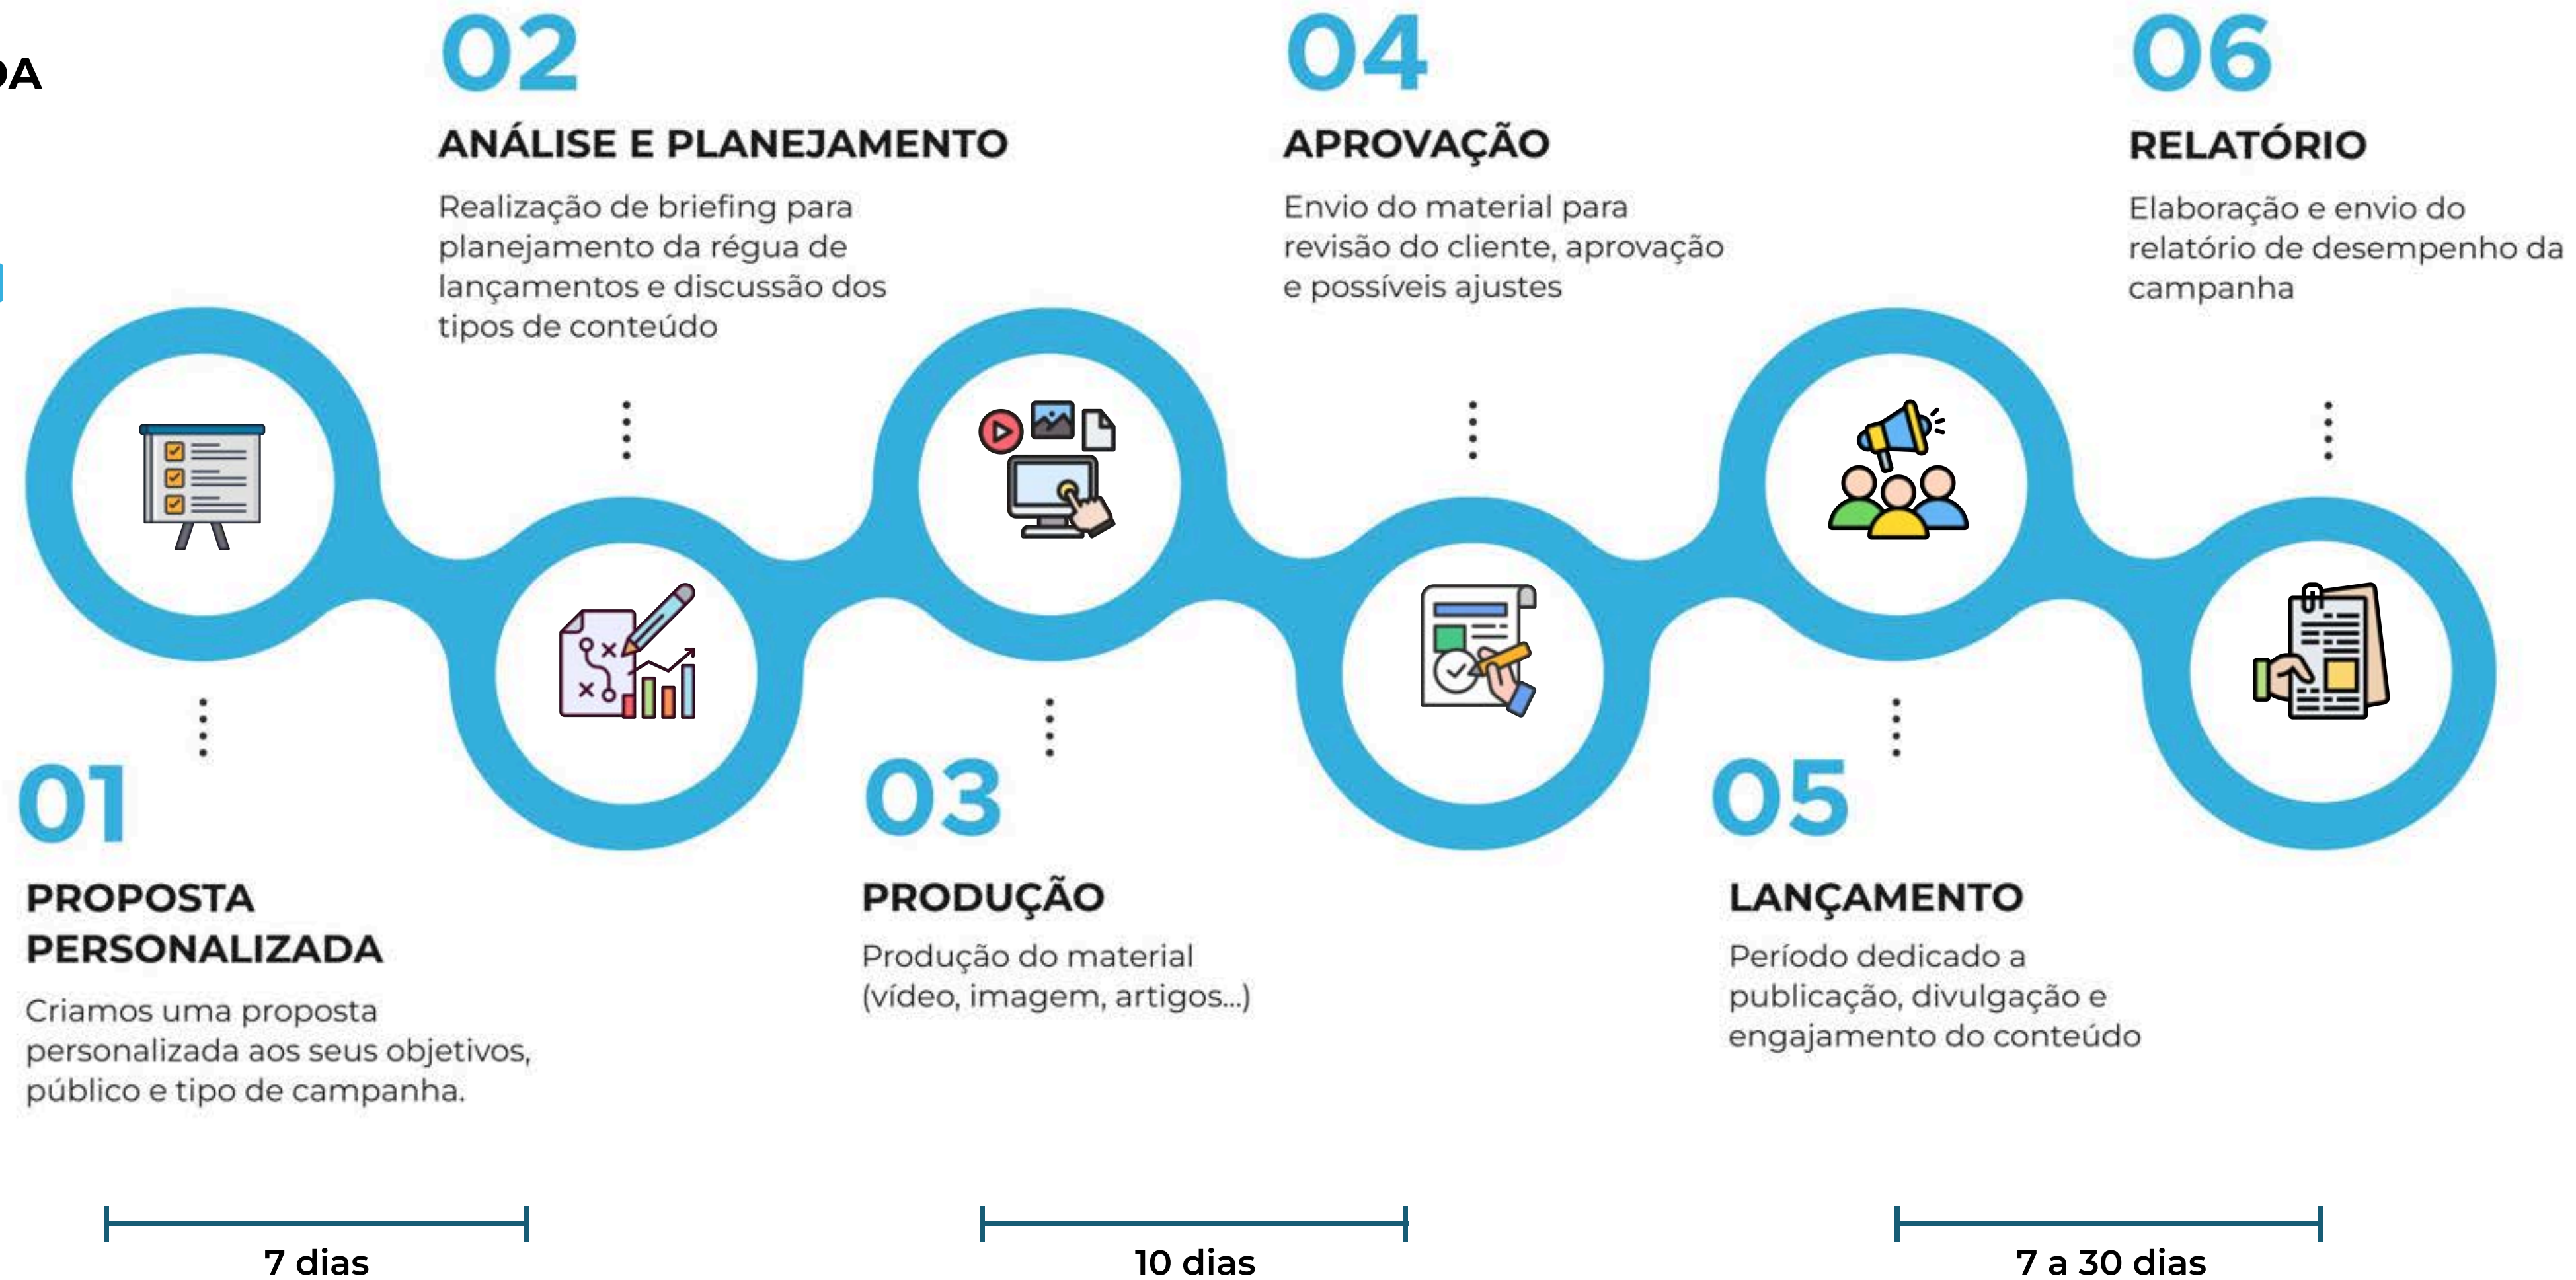 DA
01
PROPOSTA
PERSONALIZADA
Criamos uma proposta
personalizada aos seus objetivos,
público e tipo de campanha.
02
ANÁLISE E PLANEJAMENTO
Realização de briefing para
planejamento da régua de
lançamentos e discussão dos
tipos de conteúdo
03
PRODUÇÃO
Produção do material
(vídeo, imagem, artigos...)
04
APROVAÇÃO
Envio do material para
revisão do cliente, aprovação
e possíveis ajustes
05
LANÇAMENTO
Período dedicado a
publicação, divulgação e
engajamento do conteúdo
06
RELATÓRIO
Elaboração e envio do
relatório de desempenho da
campanha
7 dias
10 dias
7 a 30 dias